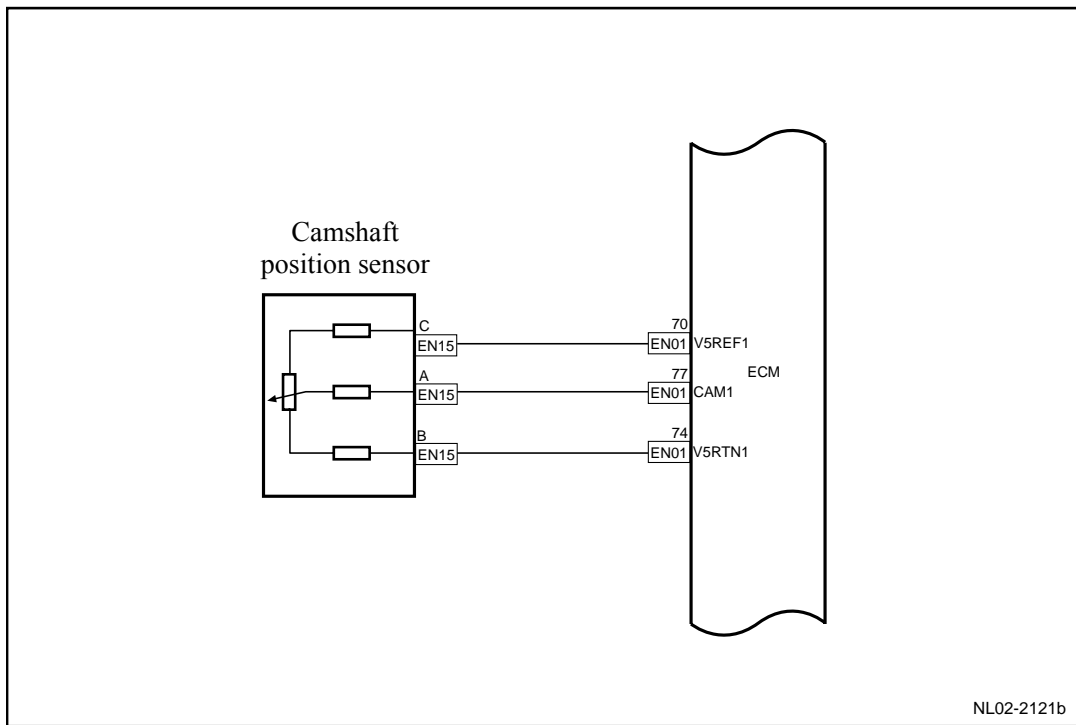 Camshaft
position sensor
C
EN15
70
EN01 V5REF1
ECM
A
EN15
77
EN01 CAM1
B
EN15
74
EN01 V5RTN1
NL02-2121b